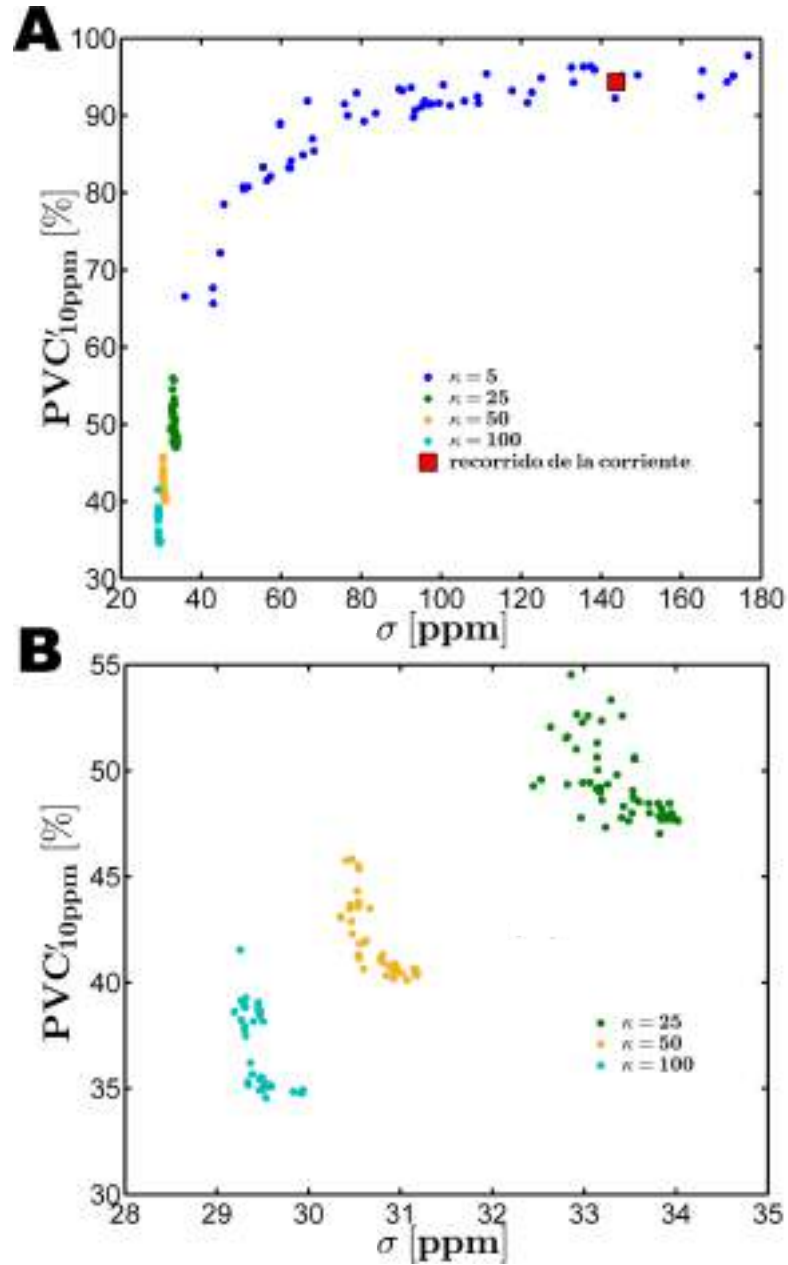 A
100
90
80
70
60
50
40
30
PVC′10ppm [%]
κ = 5
κ = 25
κ = 50
κ = 100
recorrido de la corriente
20 40 60 80 100 120 140 160 180
σ [ppm]
B
55
50
45
40
35
30
PVC′10ppm [%]
κ = 25
κ = 50
κ = 100
28 29 30 31 32 33 34 35
σ [ppm]